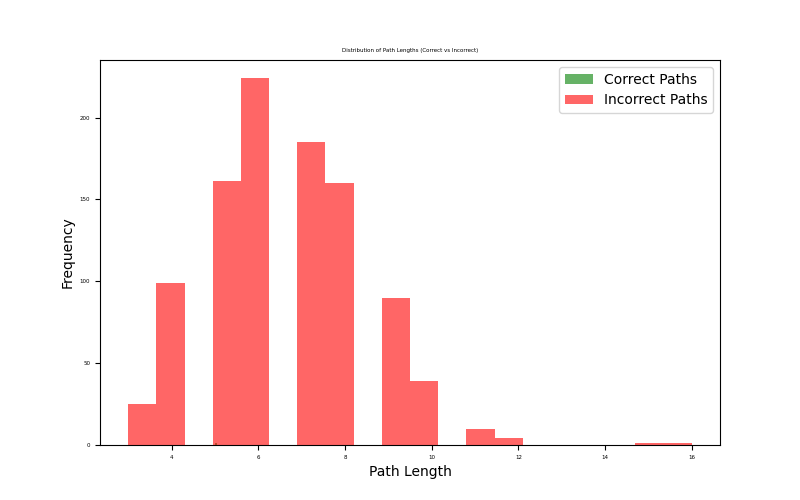 Distribution of Path Lengths (Correct vs Incorrect)
Correct Paths
Incorrect Paths
Frequency
200
150
100
50
0
4 6 8 10 12 14 16
Path Length